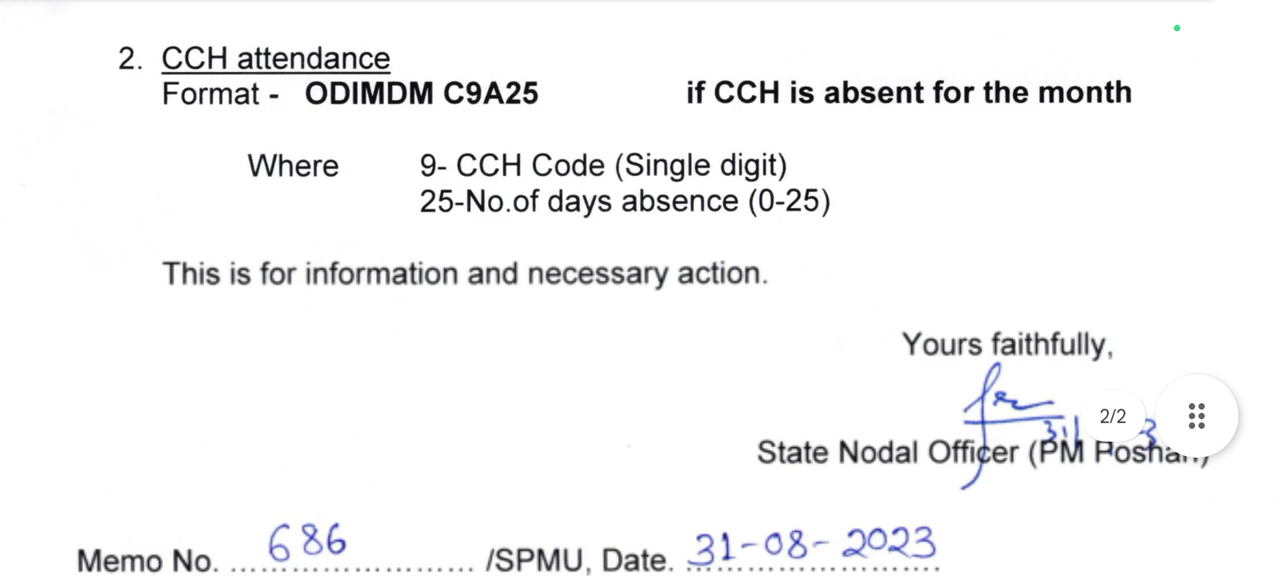 2. CCH attendance
Format - ODIMDM C9A25 if CCH is absent for the month
Where 9- CCH Code (Single digit)
25-No.of days absence (0-25)
This is for information and necessary action.
Yours faithfully,
2/2
State Nodal Officer (PM Poshan)
Memo No. 686 /SPMU, Date. 31-08-2023